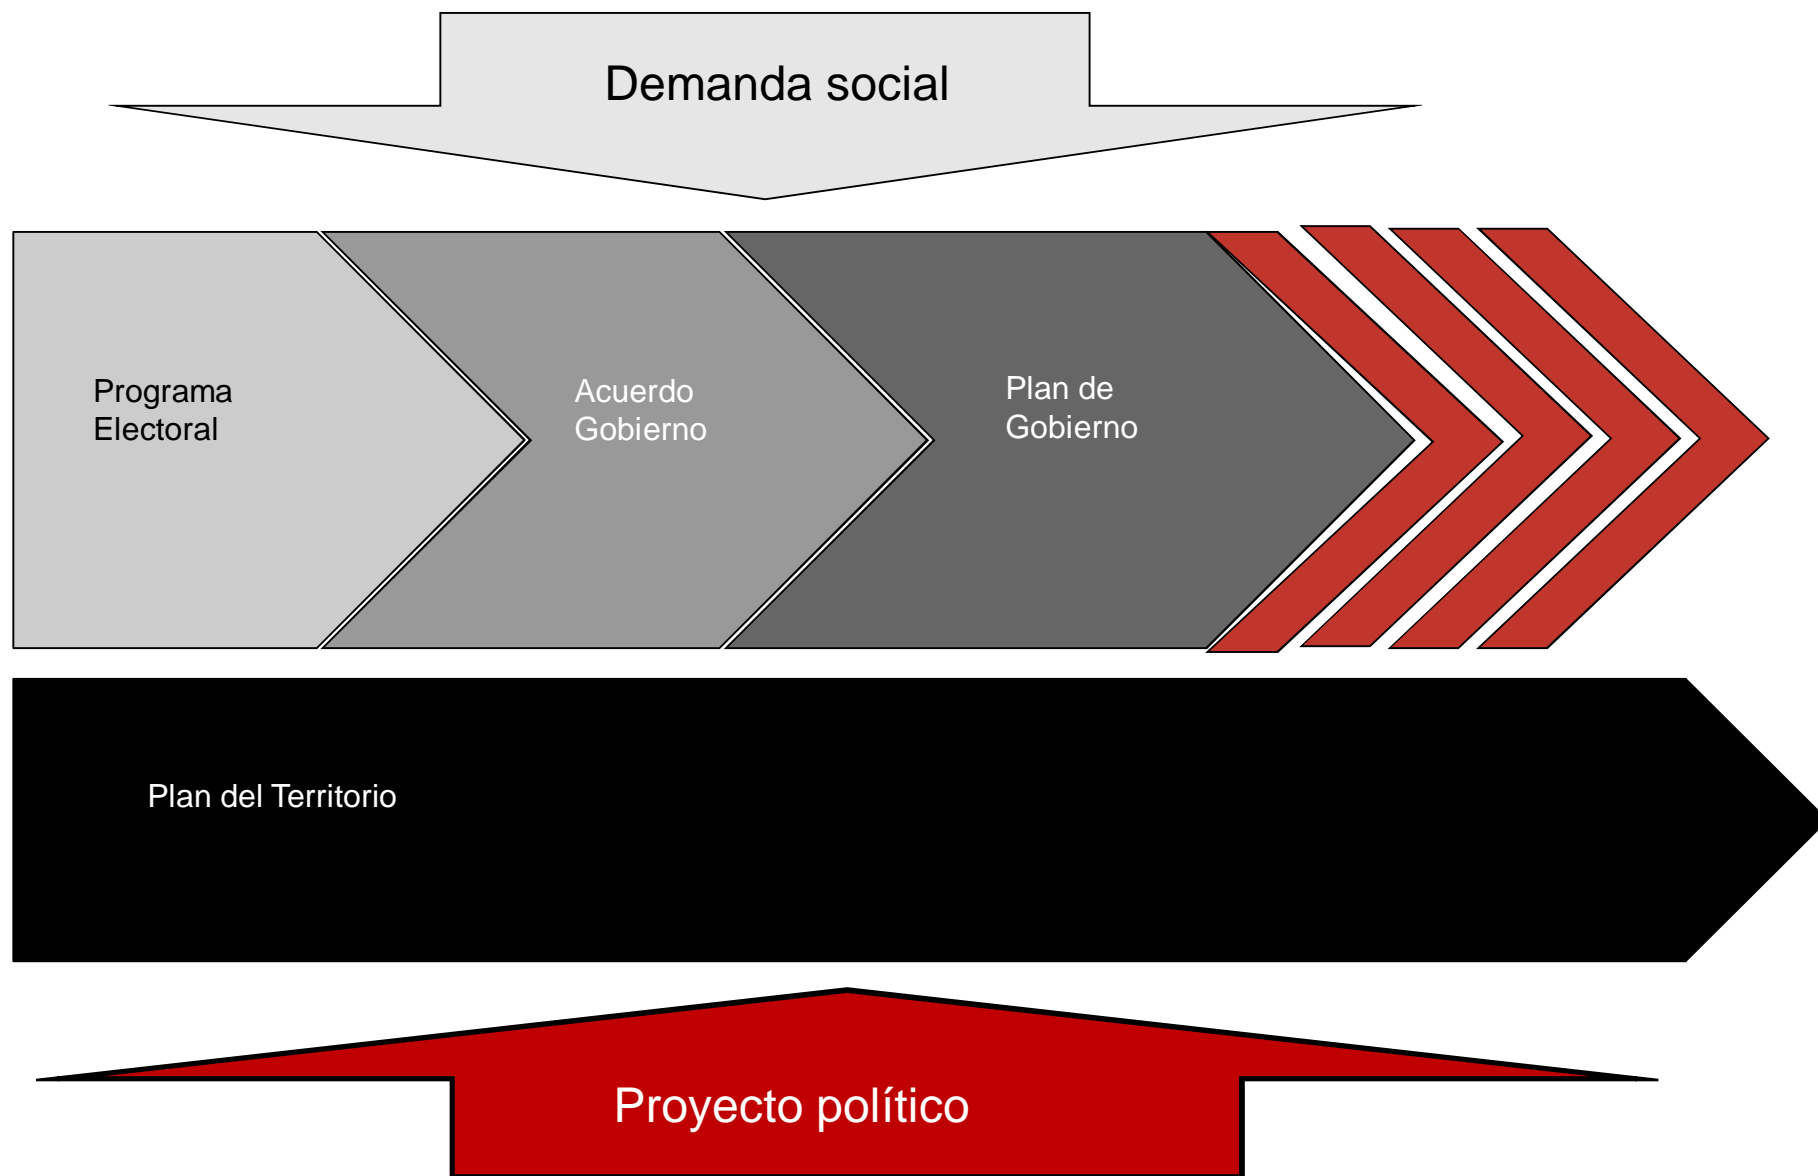 Demanda social
Programa
Electoral
Acuerdo
Gobierno
Plan de
Gobierno
Plan del Territorio
Proyecto político